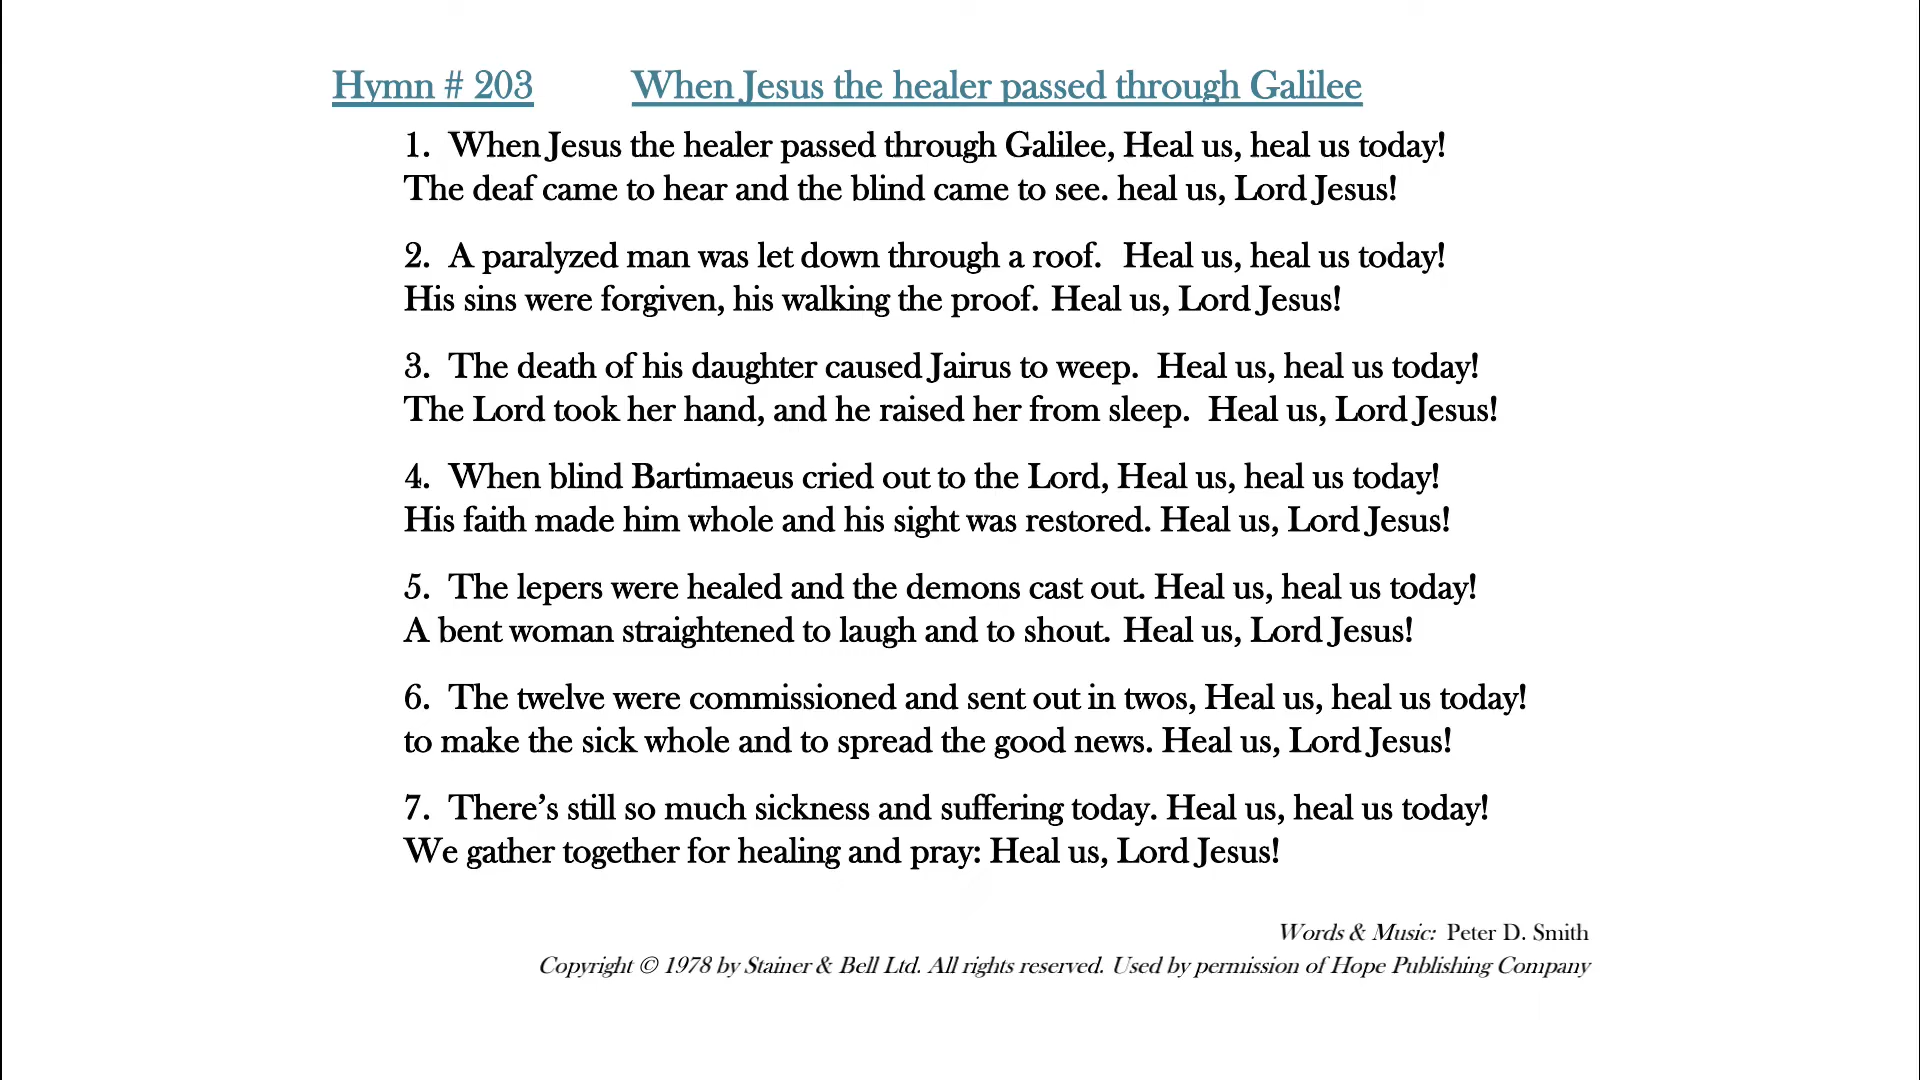 Hymn # 203 When Jesus the healer passed through Galilee
1. When Jesus the healer passed through Galilee, Heal us, heal us today!
The deaf came to hear and the blind came to see. heal us, Lord Jesus!
2. A paralyzed man was let down through a roof. Heal us, heal us today!
His sins were forgiven, his walking the proof. Heal us, Lord Jesus!
3. The death of his daughter caused Jairus to weep. Heal us, heal us today!
The Lord took her hand, and he raised her from sleep. Heal us, Lord Jesus!
4. When blind Bartimaeus cried out to the Lord, Heal us, heal us today!
His faith made him whole and his sight was restored. Heal us, Lord Jesus!
5. The lepers were healed and the demons cast out. Heal us, heal us today!
A bent woman straightened to laugh and to shout. Heal us, Lord Jesus!
6. The twelve were commissioned and sent out in twos, Heal us, heal us today!
to make the sick whole and to spread the good news. Heal us, Lord Jesus!
7. There’s still so much sickness and suffering today. Heal us, heal us today!
We gather together for healing and pray: Heal us, Lord Jesus!
Words & Music: Peter D. Smith
Copyright © 1978 by Stainer & Bell Ltd. All rights reserved. Used by permission of Hope Publishing Company